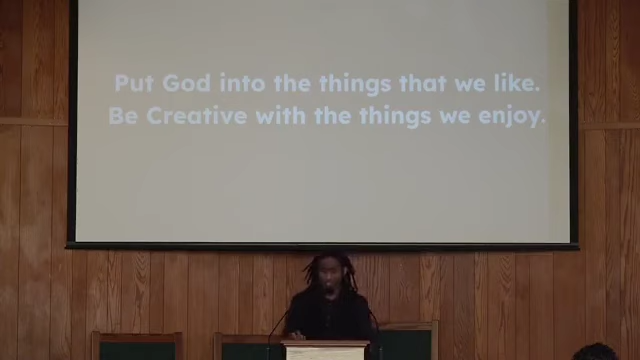 Put God into the things that we like.
Be Creative with the things we enjoy.